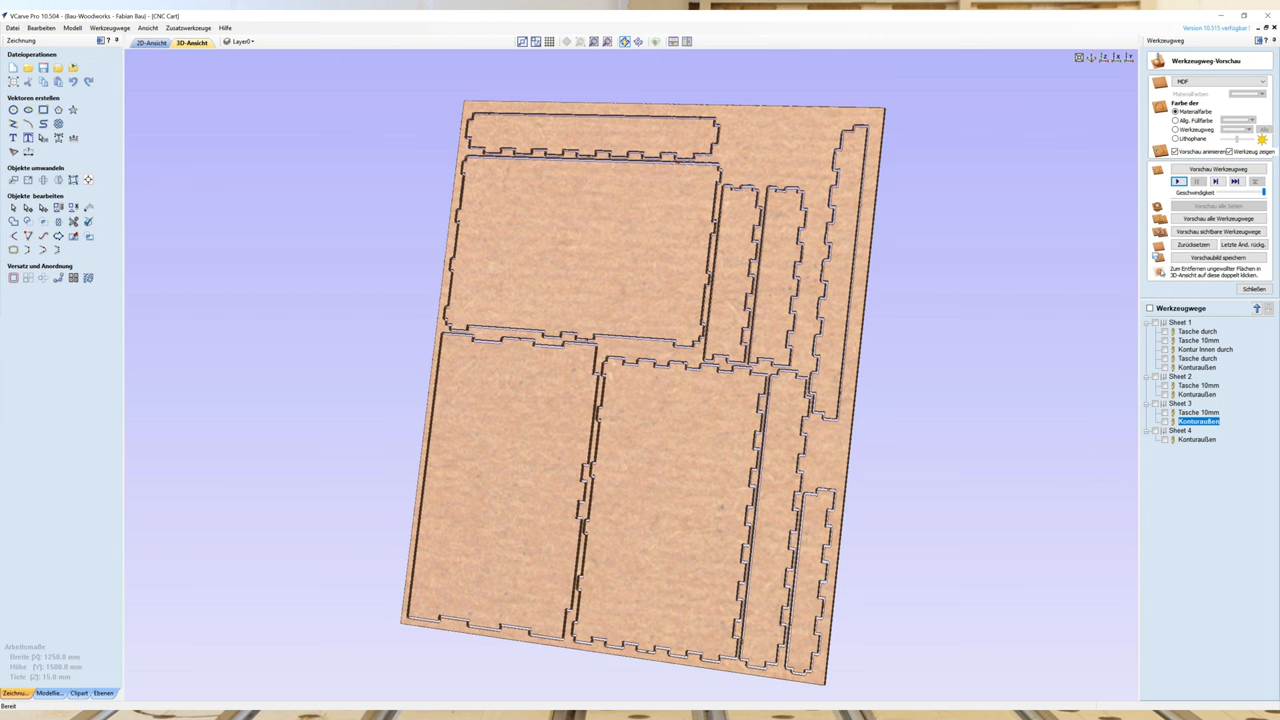 VCarve Pro 10.504 - {Bau-Woodworks - Fabian Bau} - [CNC Cart]
Datei Bearbeiten Modell Werkzeugwege Ansicht Zusatzwerkzeuge Hilfe
Version 10.515 verfügbar!
Zeichnung
2D-Ansicht 3D-Ansicht
Layer0
Werkzeugweg
Dateioperationen
Vektoren erstellen
Objekte umwandeln
Objekte bearbeiten
Versatz und Anordnung
Arbeitsmaße
Breite (X): 1250.0 mm
Höhe (Y): 1500.0 mm
Tiefe (Z): 15.0 mm
Zeichnu... Modellie... Clipart Ebenen
Bereit
Werkzeugweg-Vorschau
MDF
Materialfarben
Farbe der
Materialfarbe
Allg. Füllfarbe
Werkzeugweg
Alle
Lithophane
Vorschau animieren Werkzeug zeigen
Vorschau Werkzeugweg
Geschwindigkeit
Vorschau alle Seiten
Vorschau alle Werkzeugwege
Vorschau sichtbare Werkzeugwege
Zurücksetzen Letzte Änd. rückg.
Vorschaubild speichern
Zum Entfernen ungewollter Flächen in
3D-Ansicht auf diese doppelt klicken.
Schließen
Werkzeugwege
Sheet 1
Tasche durch
Tasche 10mm
Kontur Innen durch
Tasche durch
Konturaußen
Sheet 2
Tasche 10mm
Konturaußen
Sheet 3
Tasche 10mm
Konturaußen
Sheet 4
Konturaußen